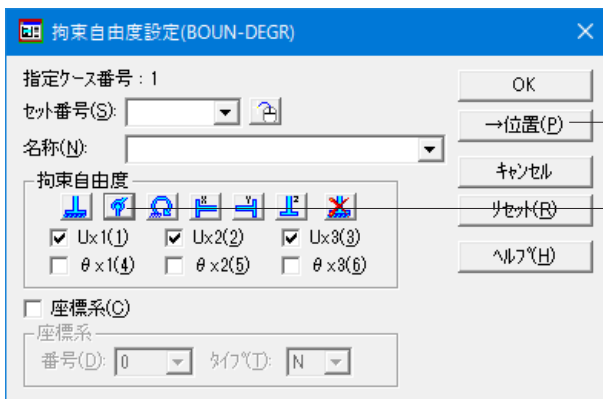 拘束自由度設定(BOUN-DEGR)
指定ケース番号 : 1
OK
セット番号(S):
→位置(P)
名称(N):
キャンセル
拘束自由度
リセット(R)
X Y Z
Ux1(1) Ux2(2) Ux3(3)
θx1(4) θx2(5) θx3(6)
ヘルプ(H)
座標系(C)
座標系
番号(D): 0 タイプ(T): N